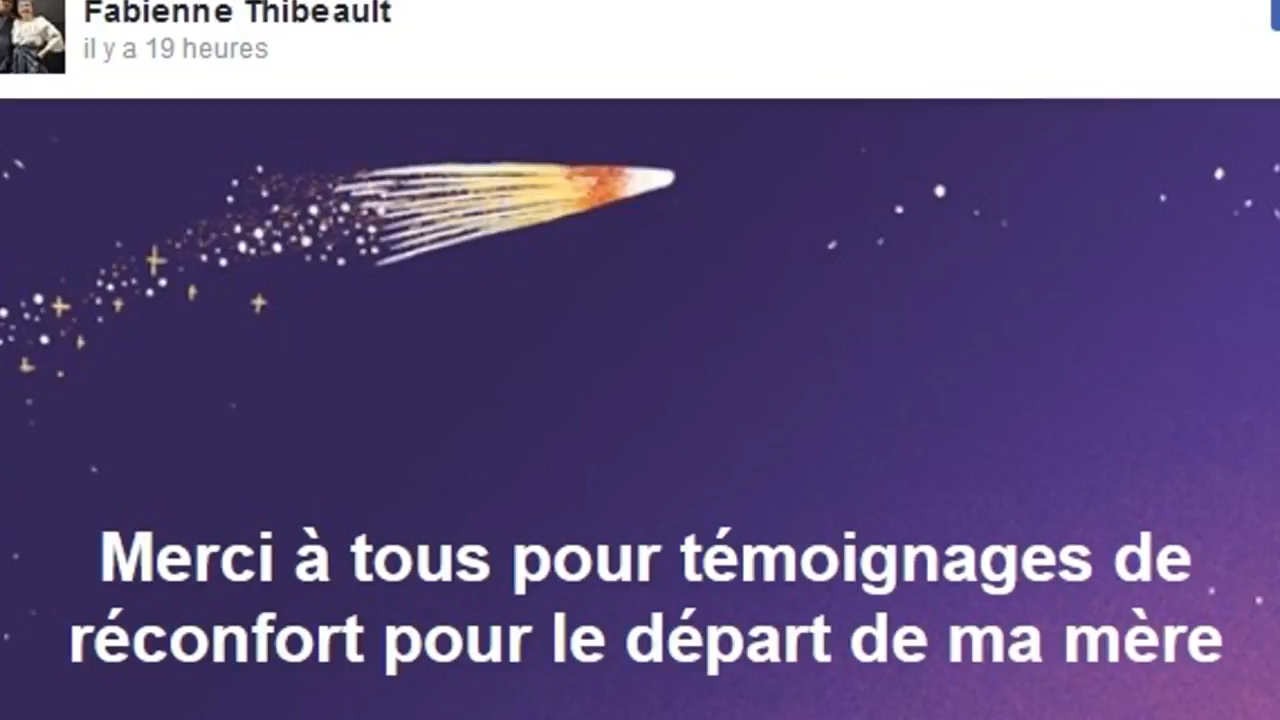 Fabienne Thibeault
il y a 19 heures
Merci à tous pour témoignages de
réconfort pour le départ de ma mère